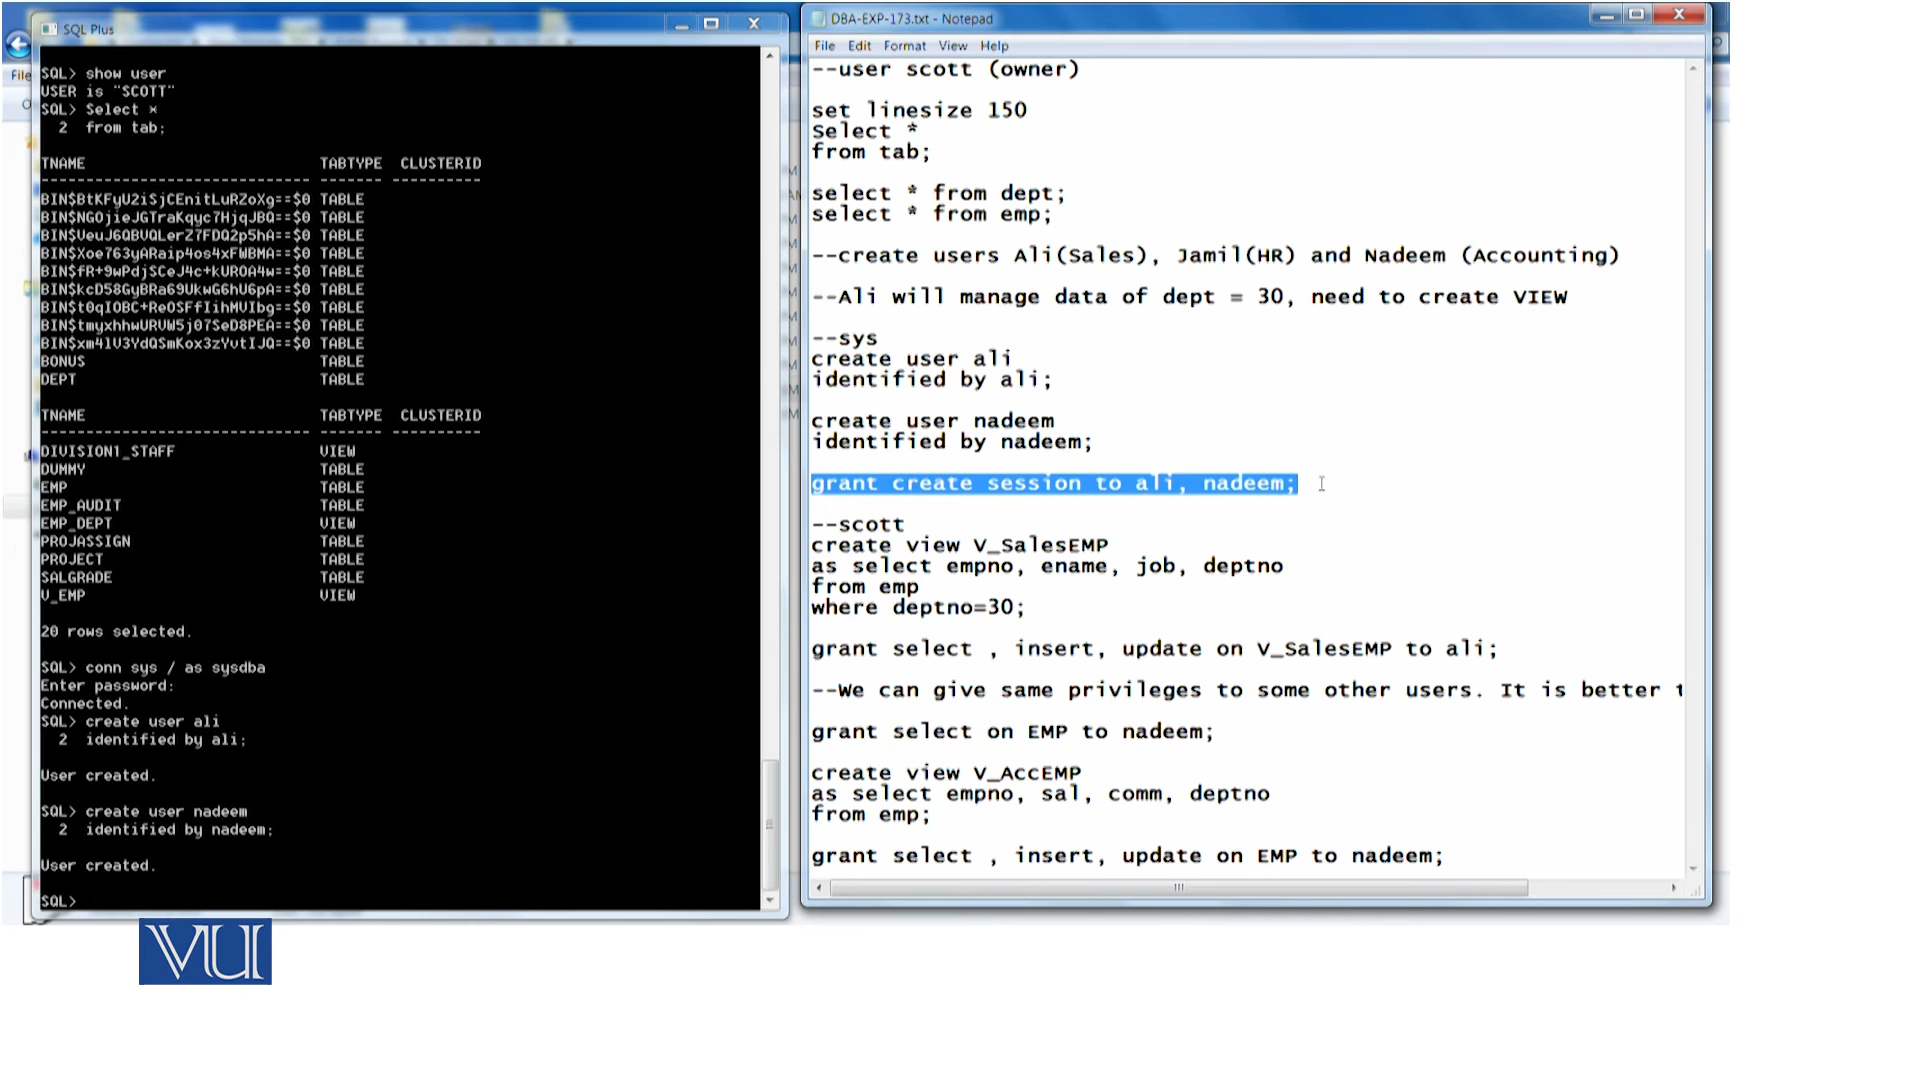 SQL Plus
SQL> show user
USER is "SCOTT"
SQL> Select *
2 from tab;
TNAME TABTYPE CLUSTERID
------------------------------ ------- ----------
BIN$BtKFyU2iSjCEnitLuRZoXg==$0 TABLE
BIN$NGOjieJGTraKqyc7HjqJBQ==$0 TABLE
BIN$VeuJ6QBVQLerZ7FDQ2p5hA==$0 TABLE
BIN$Xoe763yARaip4os4xFWBMA==$0 TABLE
BIN$fR+9wPdjSCeJ4c+kUROA4w==$0 TABLE
BIN$kcD58GyBRa69UkwG6hU6pA==$0 TABLE
BIN$t0qIOBC+ReOSFfIihMVIbg==$0 TABLE
BIN$tmyxhhwURVW5j07SeD8PEA==$0 TABLE
BIN$xm4lV3YdQSmKox3zYvtIJQ==$0 TABLE
BONUS TABLE
DEPT TABLE
TNAME TABTYPE CLUSTERID
------------------------------ ------- ----------
DIVISION1_STAFF VIEW
DUMMY TABLE
EMP TABLE
EMP_AUDIT TABLE
EMP_DEPT VIEW
PROJASSIGN TABLE
PROJECT TABLE
SALGRADE TABLE
V_EMP VIEW
20 rows selected.
SQL> conn sys / as sysdba
Enter password:
Connected.
SQL> create user ali
2 identified by ali;
User created.
SQL> create user nadeem
2 identified by nadeem;
User created.
SQL>
DBA-EXP-173.txt - Notepad
File Edit Format View Help
--user scott (owner)
set linesize 150
Select *
from tab;
select * from dept;
select * from emp;
--create users Ali(Sales), Jamil(HR) and Nadeem (Accounting)
--Ali will manage data of dept = 30, need to create VIEW
--sys
create user ali
identified by ali;
create user nadeem
identified by nadeem;
grant create session to ali, nadeem;
--scott
create view V_SalesEMP
as select empno, ename, job, deptno
from emp
where deptno=30;
grant select , insert, update on V_SalesEMP to ali;
--We can give same privileges to some other users. It is better
grant select on EMP to nadeem;
create view V_AccEMP
as select empno, sal, comm, deptno
from emp;
grant select , insert, update on EMP to nadeem;
VU